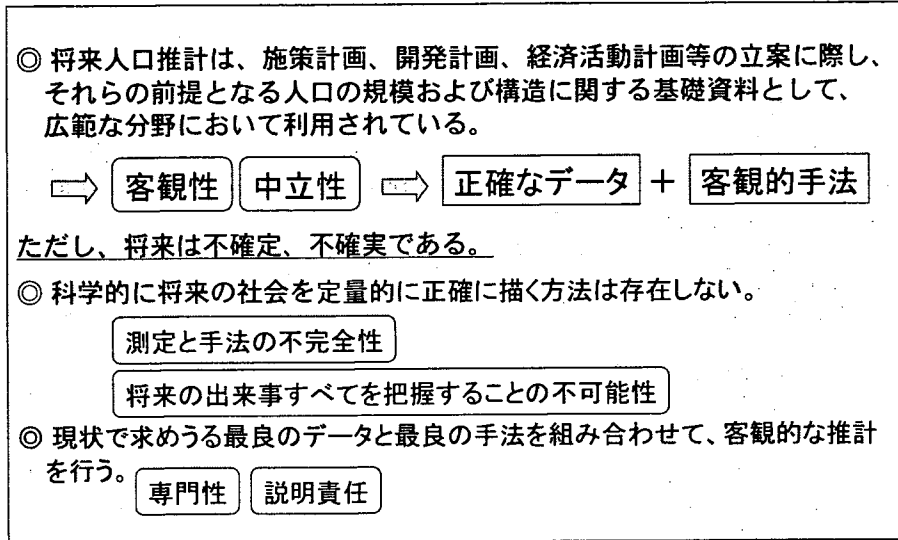 ◎ 将来人口推計は、施策計画、開発計画、経済活動計画等の立案に際し、
それらの前提となる人口の規模および構造に関する基礎資料として、
広範な分野において利用されている。
⇨ 客観性 中立性 ⇨ 正確なデータ + 客観的手法
ただし、将来は不確定、不確実である。
◎ 科学的に将来の社会を定量的に正確に描く方法は存在しない。
測定と手法の不完全性
将来の出来事すべてを把握することの不可能性
◎ 現状で求めうる最良のデータと最良の手法を組み合わせて、客観的な推計
を行う。
専門性 説明責任